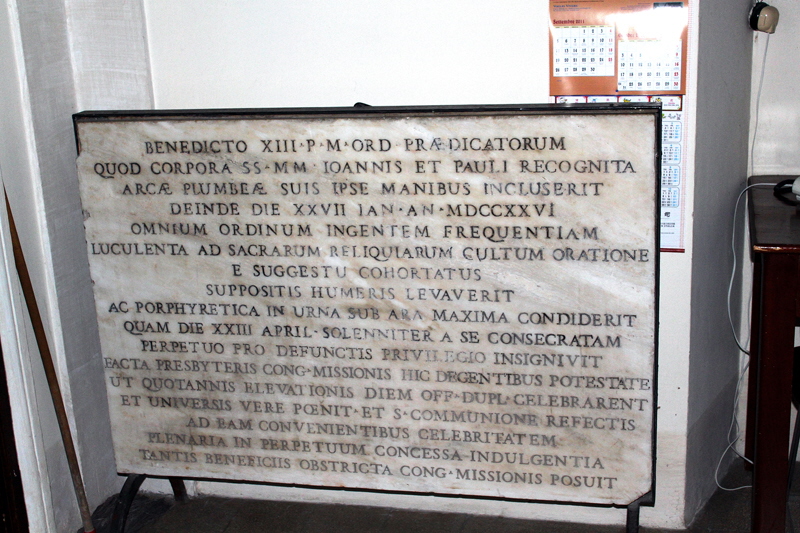 BENEDICTO XIII·P·M·ORD PRÆDICATORUM
QUOD CORPORA SS·MM·IOANNIS ET PAULI RECOGNITA
ARCÆ PLUMBEÆ SUIS IPSE MANIBUS INCLUSERIT
DEINDE DIE XXVII IAN·AN·MDCCXXVI
OMNIUM ORDINUM INGENTEM FREQUENTIAM
LUCULENTA AD SACRARUM RELIQUIARUM CULTUM ORATIONE
E SUGGESTU COHORTATUS
SUPPOSITIS HUMERIS LEVAVERIT
AC PORPHYRETICA IN URNA SUB ARA MAXIMA CONDIDERIT
QUAM DIE XXIII APRIL·SOLENNITER A SE CONSECRATAM
PERPETUO PRO DEFUNCTIS PRIVILEGIO INSIGNIVIT
FACTA PRESBYTERIS CONG·MISSIONIS HIC DEGENTIBUS POTESTATE
UT QUOTANNIS ELEVATIONIS DIEM OFF·DUPL·CELEBRARENT
ET UNIVERSIS VERE PŒNIT·ET S·COMMUNIONE REFECTIS
AD EAM CONVENIENTIBUS CELEBRITATEM
PLENARIA IN PERPETUUM CONCESSA INDULGENTIA
TANTIS BENEFICIIS OBSTRICTA CONG·MISSIONIS POSUIT